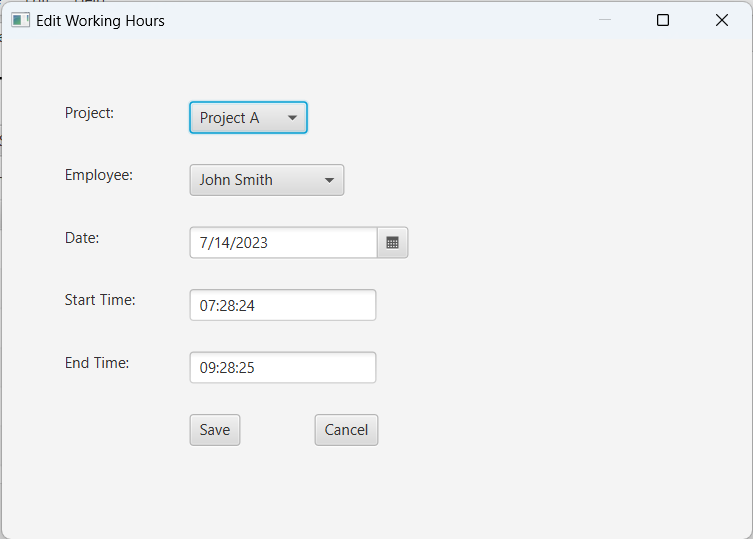 Edit Working Hours
Project:
Project A
Employee:
John Smith
Date:
7/14/2023
Start Time:
07:28:24
End Time:
09:28:25
Save
Cancel